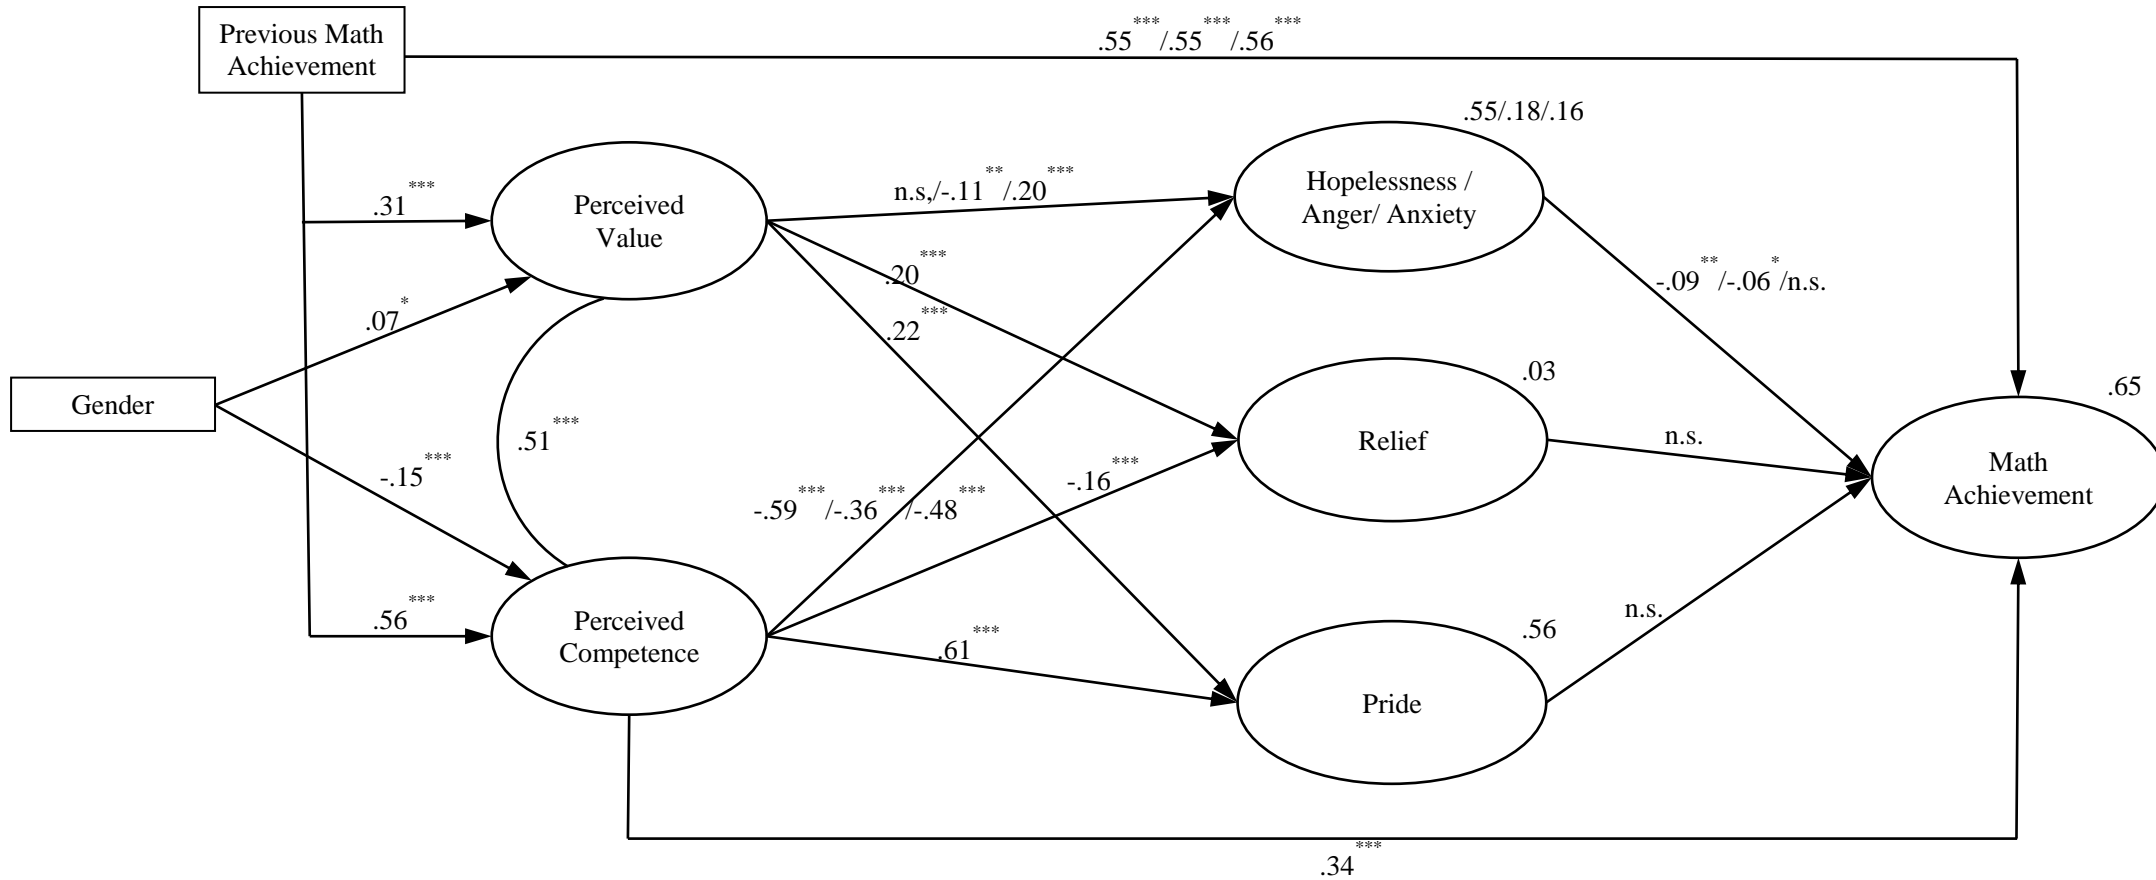 Previous Math
Achievement
.55***/.55***/.56***
.55/.18/.16
.31***
Perceived
Value
n.s,/-.11**/.20***
Hopelessness /
Anger/ Anxiety
.20***
-.09**/-.06*/n.s.
.07*
.22***
.03
.65
Gender
.51***
Relief
n.s.
Math
Achievement
-.15***
-.59***/-.36***/-.48***
-.16***
.56***
Perceived
Competence
.61***
.56
n.s.
Pride
.34***